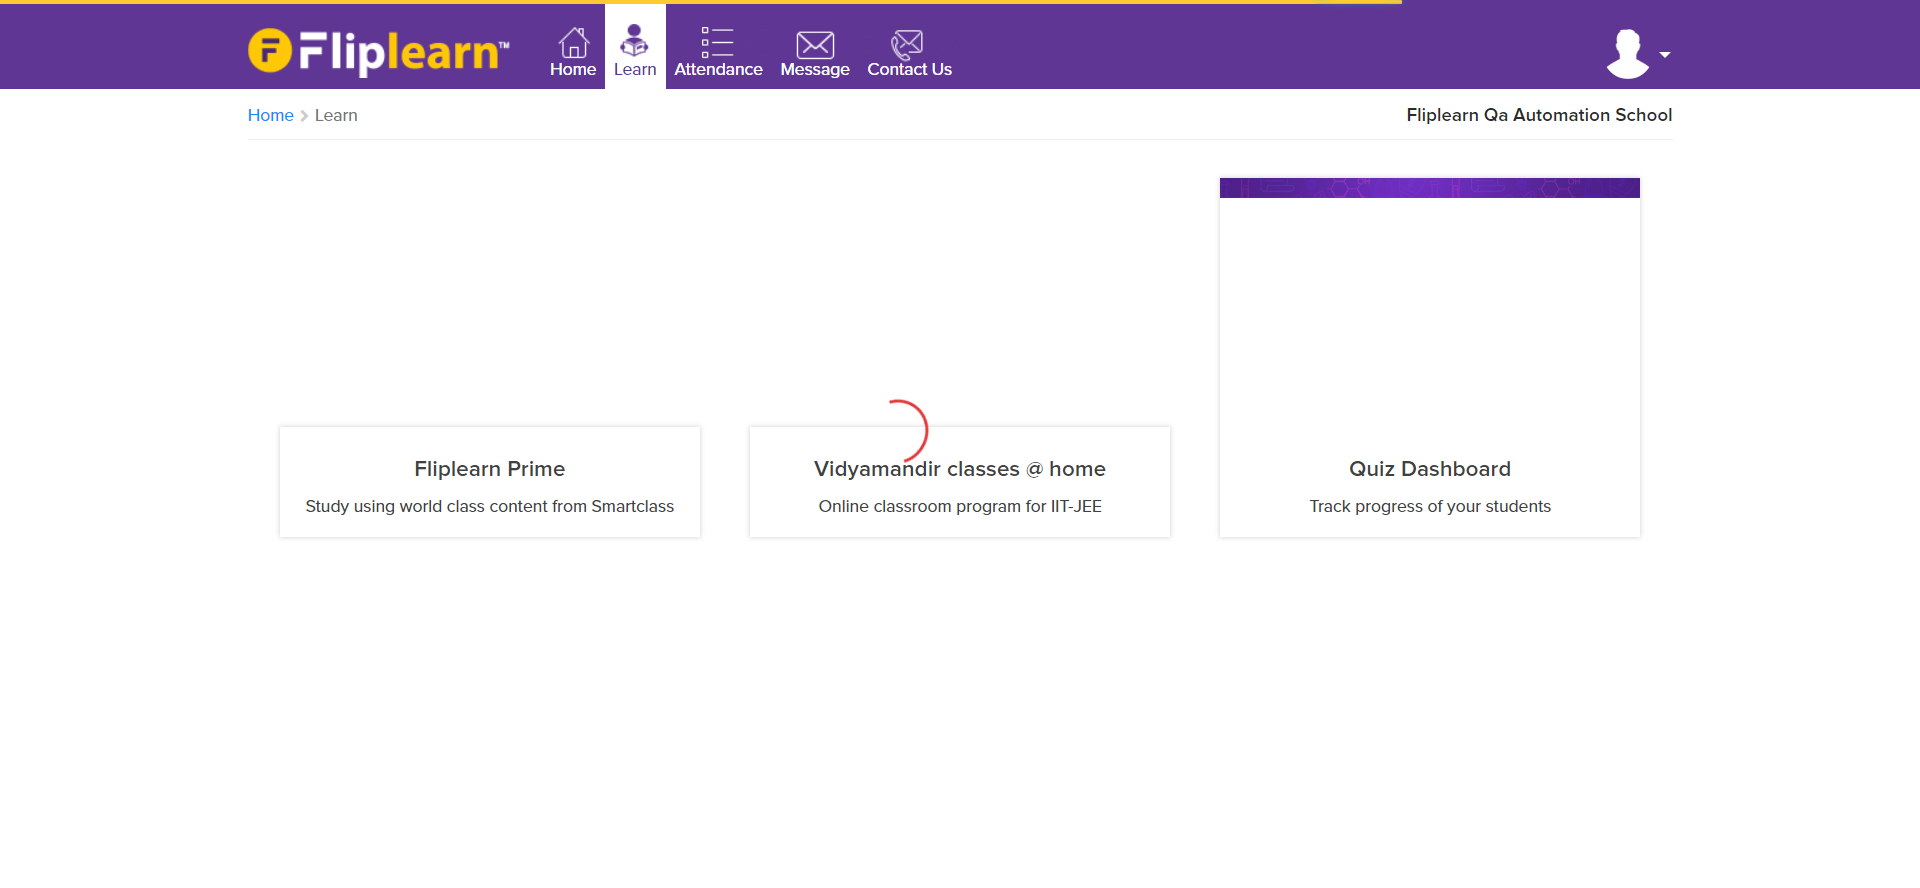 Fliplearn™
Home
Learn
Attendance
Message
Contact Us
Home
Learn
Fliplearn Qa Automation School
Fliplearn Prime
Study using world class content from Smartclass
Vidyamandir classes @ home
Online classroom program for IIT-JEE
Quiz Dashboard
Track progress of your students